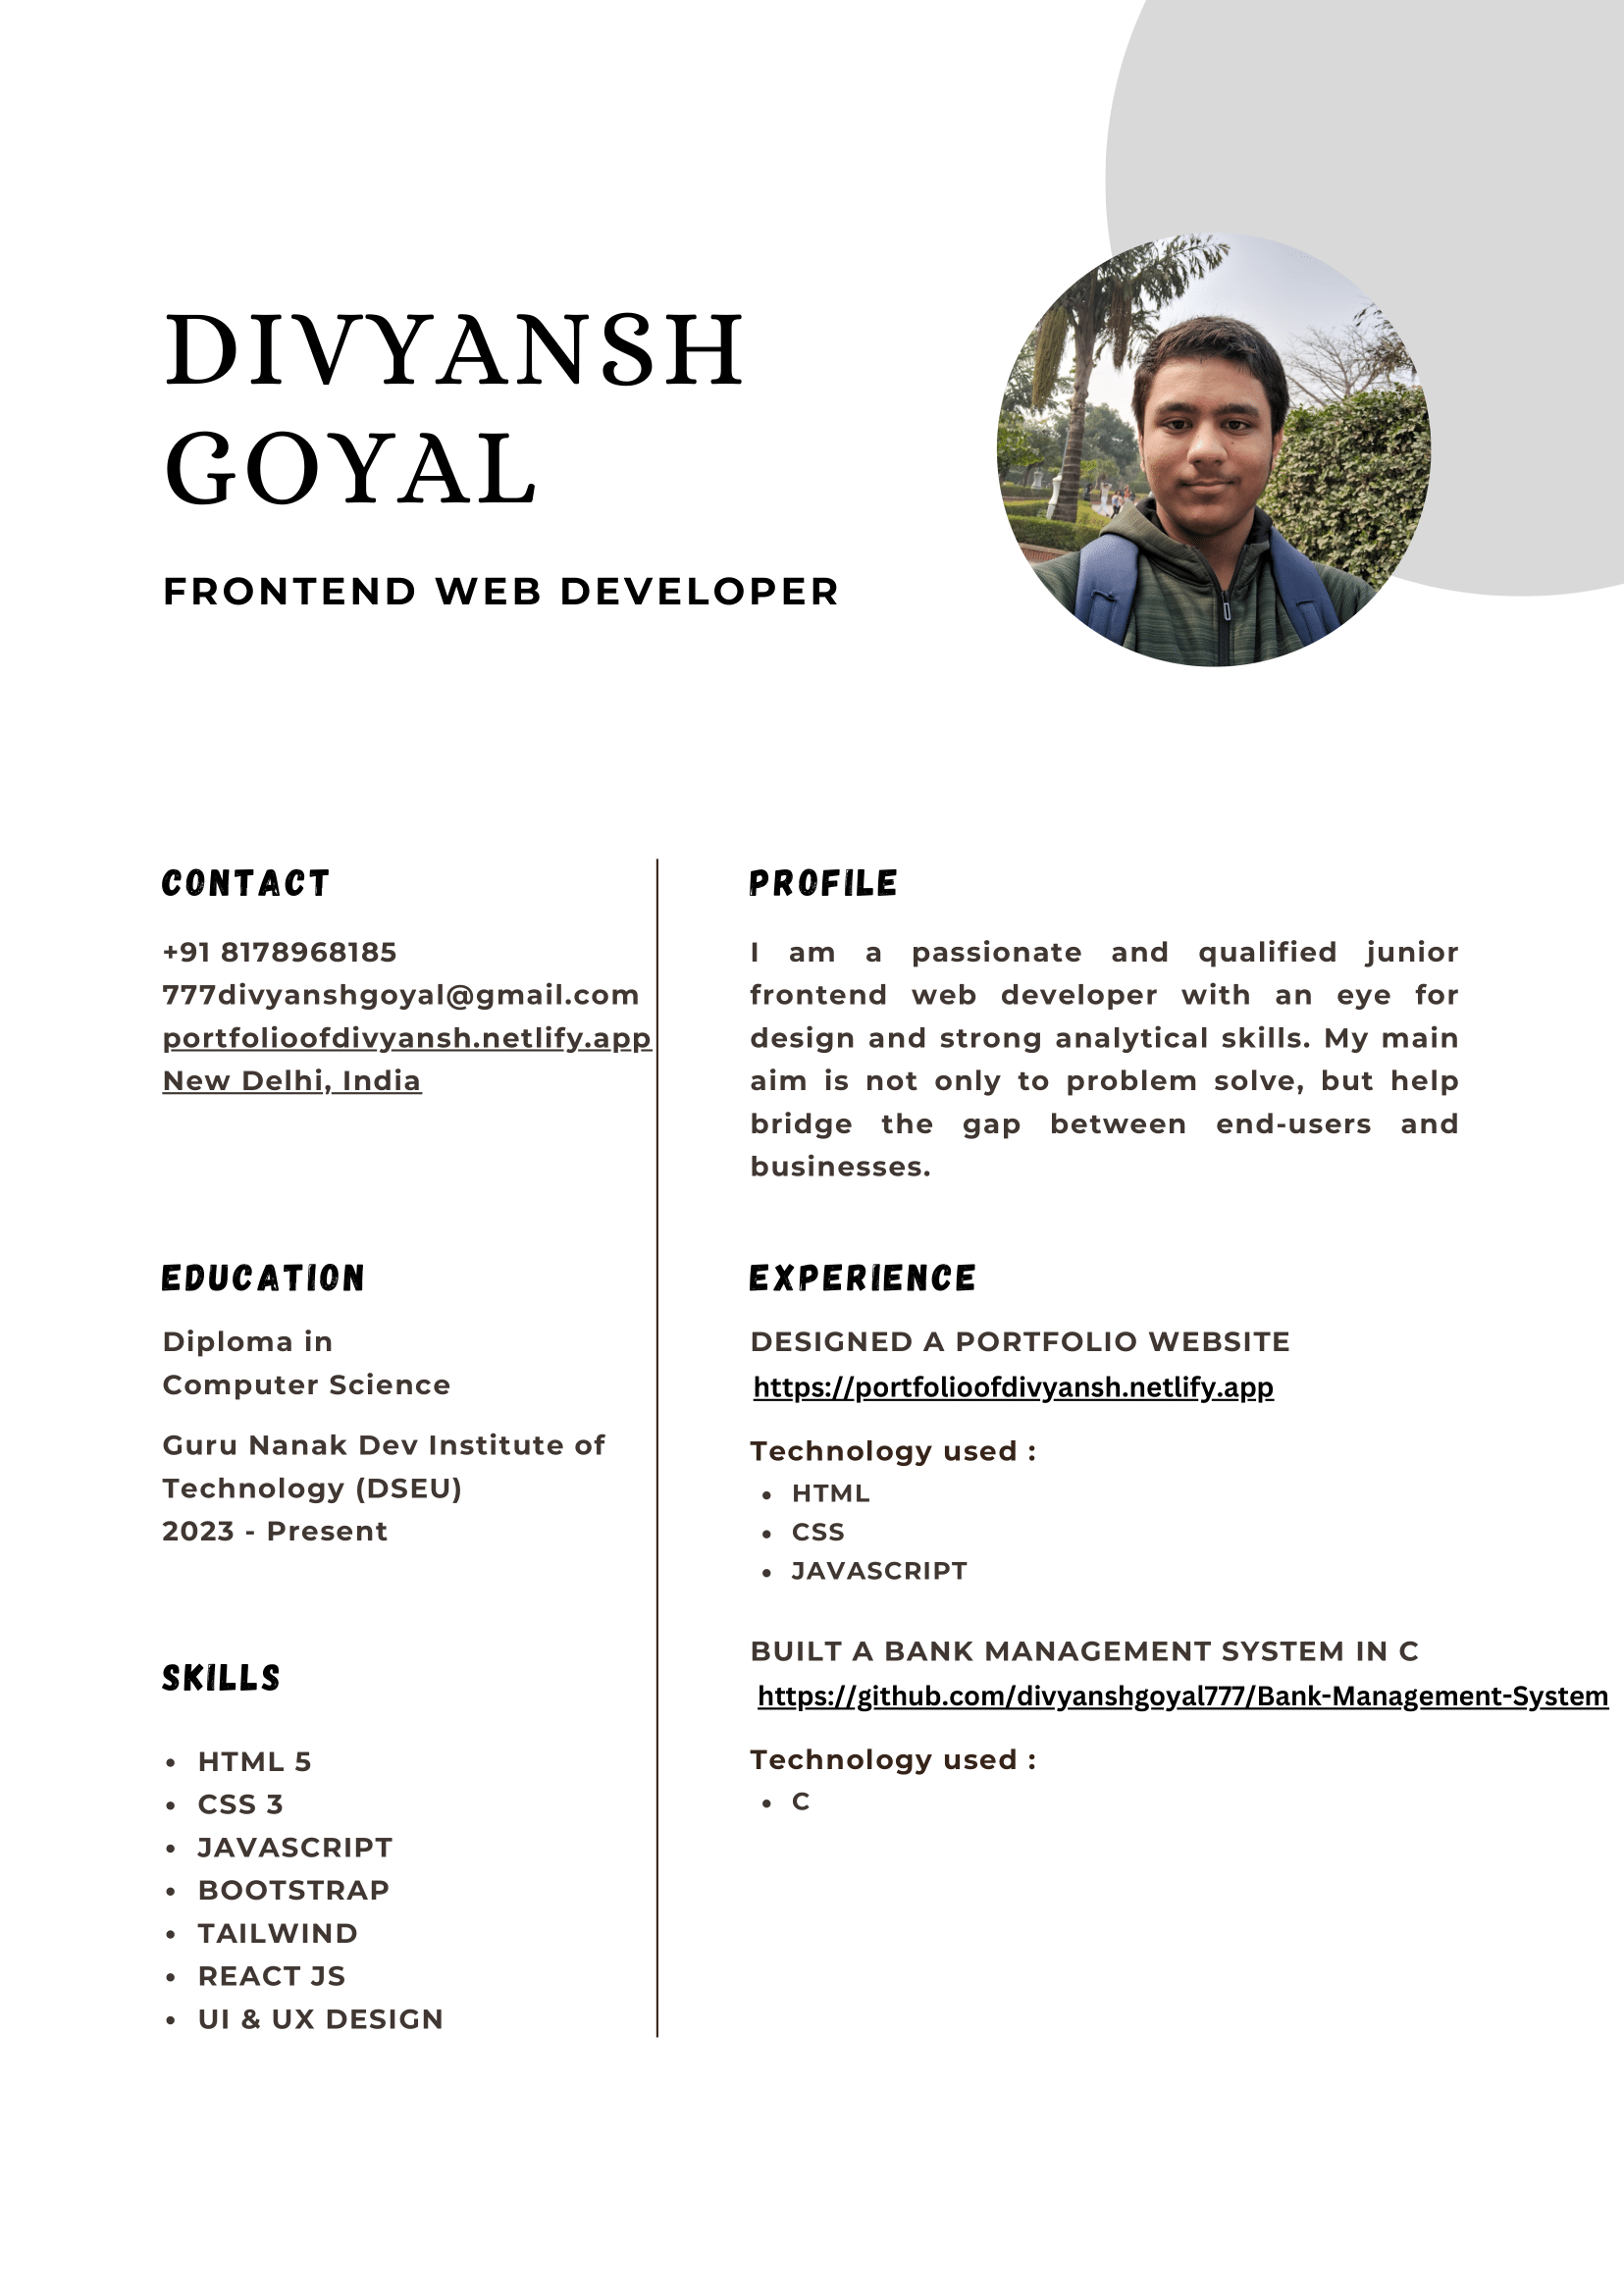 DIVYANSH
GOYAL
FRONTEND WEB DEVELOPER
CONTACT
+91 8178968185
777divyanshgoyal@gmail.com
portfolioofdivyansh.netlify.app
New Delhi, India
EDUCATION
Diploma in
Computer Science
Guru Nanak Dev Institute of
Technology (DSEU)
2023 - Present
SKILLS
• HTML 5
• CSS 3
• JAVASCRIPT
• BOOTSTRAP
• TAILWIND
• REACT JS
• UI & UX DESIGN
PROFILE
I am a passionate and qualified junior
frontend web developer with an eye for
design and strong analytical skills. My main
aim is not only to problem solve, but help
bridge the gap between end-users and
businesses.
EXPERIENCE
DESIGNED A PORTFOLIO WEBSITE
https://portfolioofdivyansh.netlify.app
Technology used :
• HTML
• CSS
• JAVASCRIPT
BUILT A BANK MANAGEMENT SYSTEM IN C
https://github.com/divyanshgoyal777/Bank-Management-System
Technology used :
• C